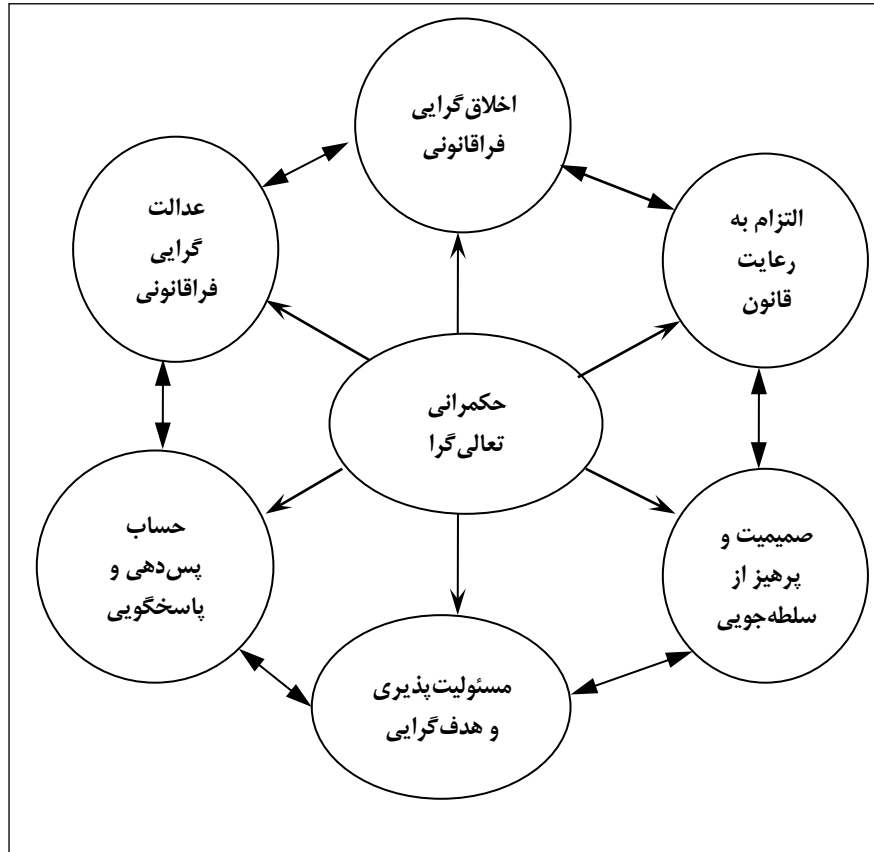 اخلاق‌گرایی
فراقانونی
التزام به
رعایت
قانون
عدالت
گرایی
فراقانونی
حکمرانی
تعالی‌گرا
صمیمیت و
پرهیز از
سلطه‌جویی
حساب
پس‌دهی و
پاسخگویی
مسئولیت‌پذیری
و هدف‌گرایی